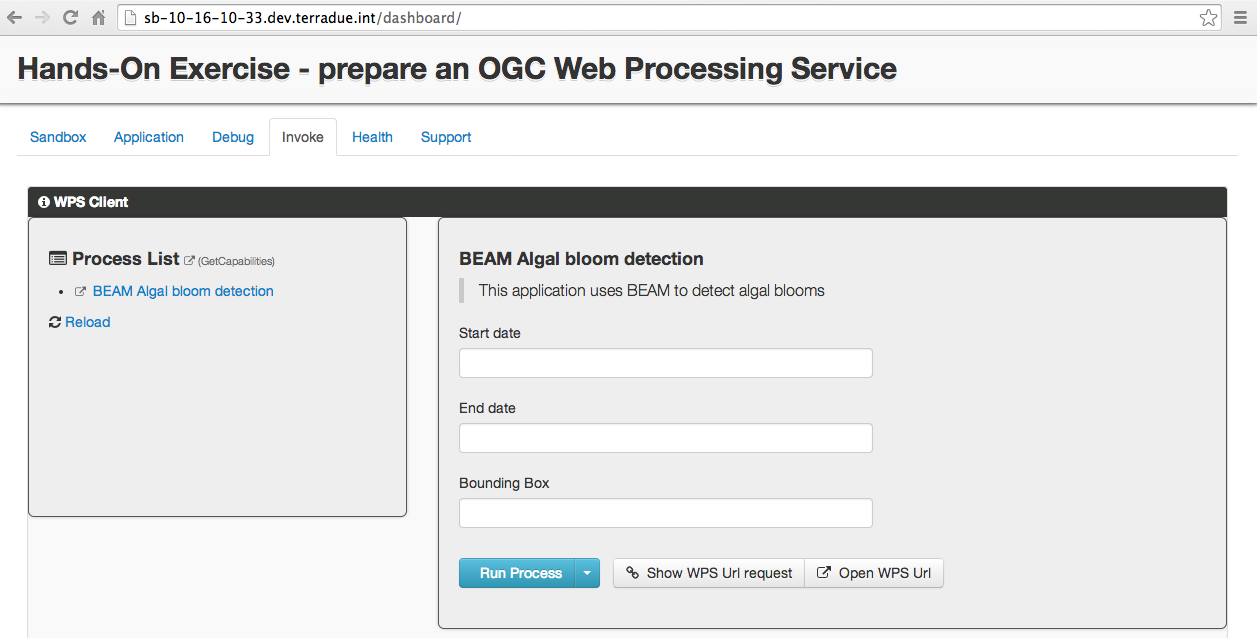 sb-10-16-10-33.dev.terradue.int/dashboard/
Hands-On Exercise - prepare an OGC Web Processing Service
Sandbox Application Debug Invoke Health Support
WPS Client
Process List (GetCapabilities)
BEAM Algal bloom detection
Reload
BEAM Algal bloom detection
This application uses BEAM to detect algal blooms
Start date
End date
Bounding Box
Run Process Show WPS Url request Open WPS Url